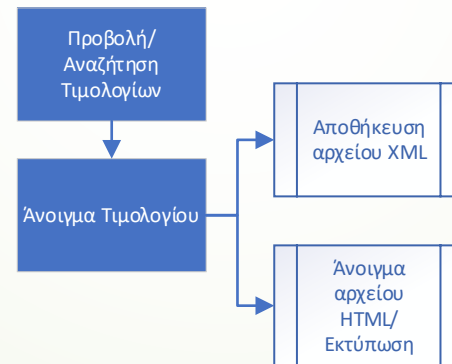 Προβολή/
Αναζήτηση
Τιμολογίων
Άνοιγμα Τιμολογίου
Αποθήκευση
αρχείου XML
Άνοιγμα
αρχείου
HTML/
Εκτύπωση